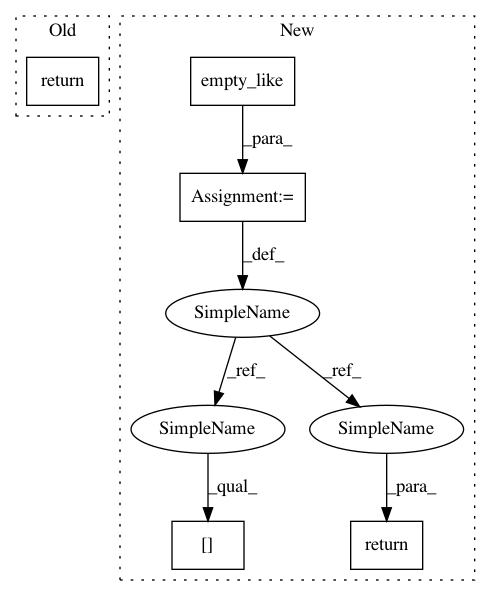 Old
New
return
empty_like
_para_
Assignment:=
_def_
SimpleName
_ref_
_ref_
SimpleName
SimpleName
_qual_
_para_
[]
return